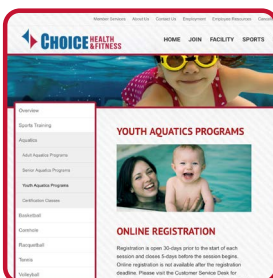 Member Services About Us Contact Us Employment Employee Resources
CHOICE HEALTH & FITNESS
HOME JOIN FACILITY SPORTS
Overview
Sports Training
Aquatics
Adult Aquatics Programs
Senior Aquatics Programs
Youth Aquatics Programs
Certification Classes
Basketball
Gymnastics
Racquetball
Tennis
Volleyball
YOUTH AQUATICS PROGRAMS
ONLINE REGISTRATION
Registration is open 30-days prior to the start of each
session and closes 5-days before the session begins.
Online registration is not available after the registration
deadline. Please visit the Customer Service Desk for